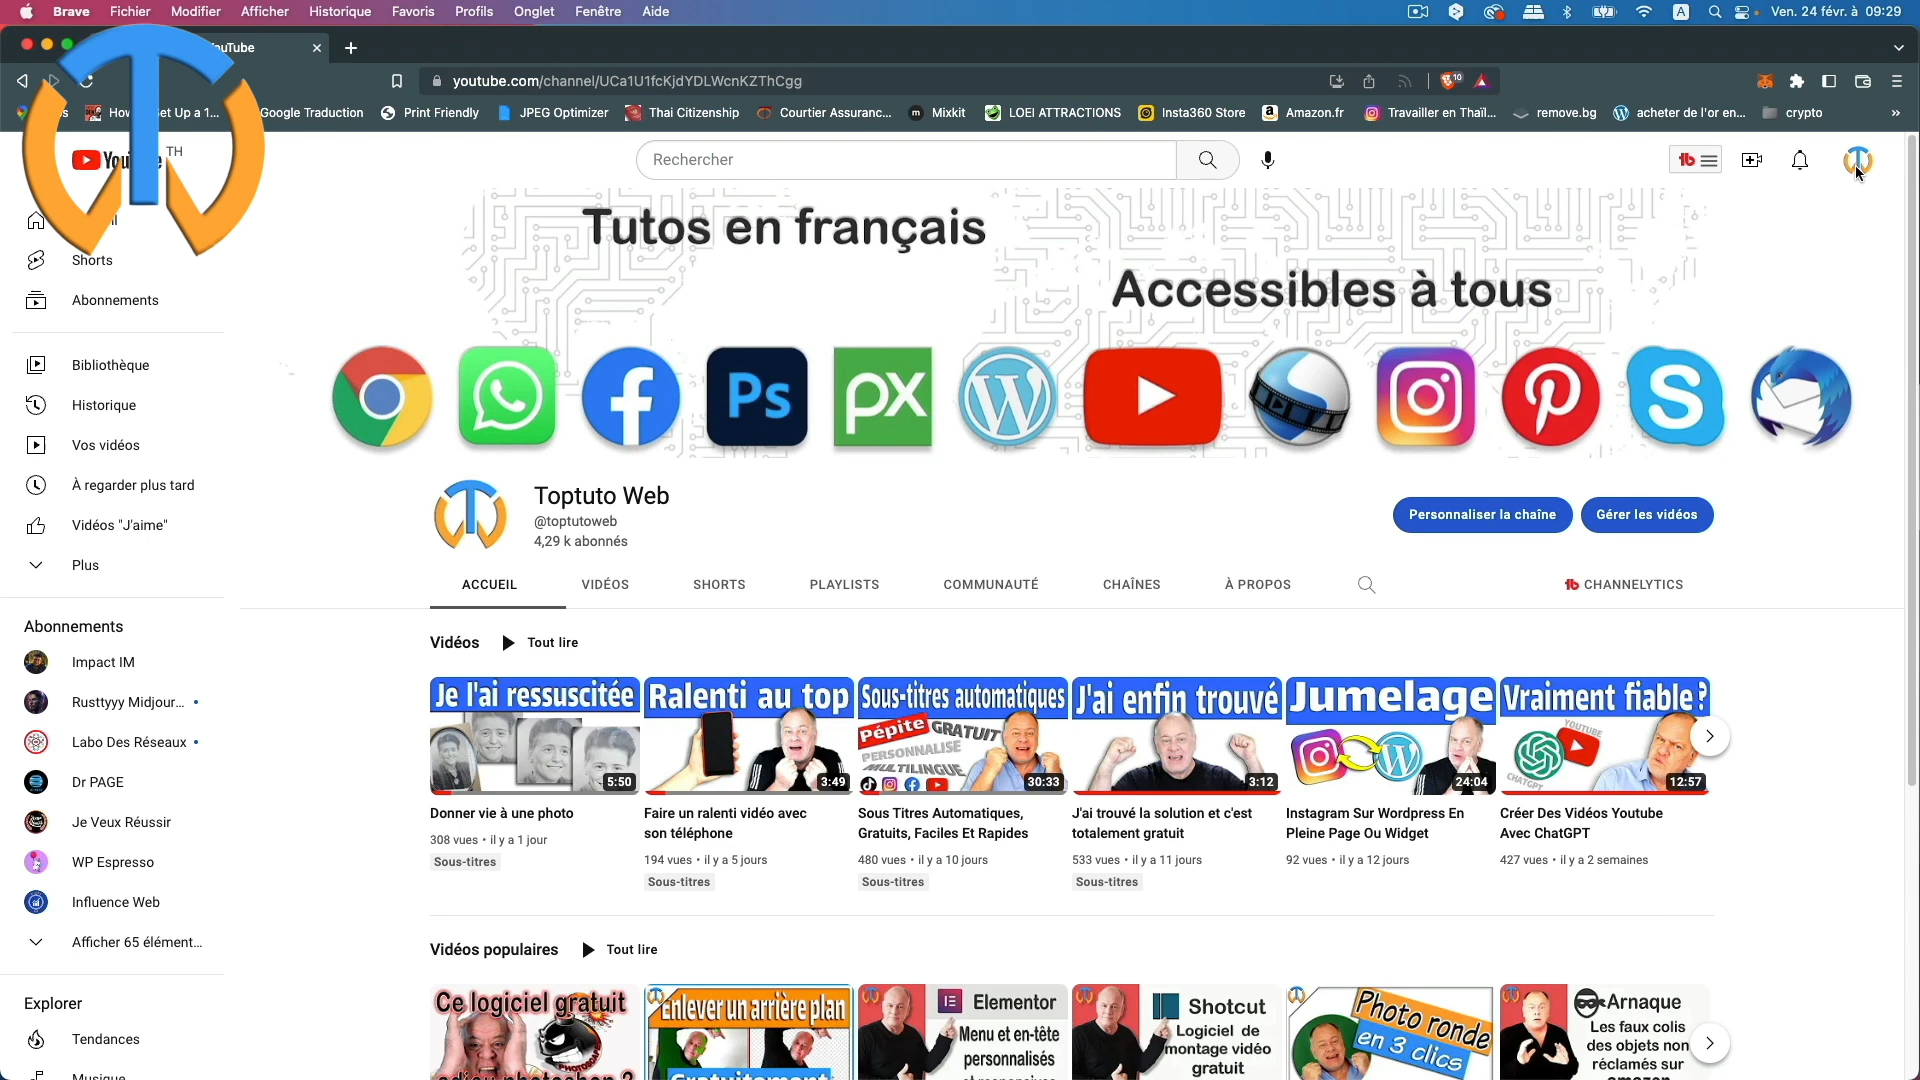 Brave Fichier Modifier Afficher Historique Favoris Profils Onglet Fenêtre Aide
A
Ven. 24 févr. à 09:29
youtube.com/channel/UCa1U1fcKjdYDLWcnKZThCgg
10
Google Traduction Print Friendly JPEG Optimizer Thai Citizenship Courtier Assuranc... Mixkit LOEI ATTRACTIONS Insta360 Store Amazon.fr Travailler en Thaïl... remove.bg acheter de l'or en... crypto
TH
Rechercher
Shorts
Abonnements
Bibliothèque
Historique
Vos vidéos
À regarder plus tard
Vidéos "J'aime"
Plus
Abonnements
Impact IM
Rusttyyy Midjour...
Labo Des Réseaux
Dr PAGE
Je Veux Réussir
WP Espresso
Influence Web
Afficher 65 élément...
Explorer
Tendances
Musique
Tutos en français
Accessibles à tous
Ps px S
Toptuto Web
@toptutoweb
4,29 k abonnés
Personnaliser la chaîne
Gérer les vidéos
ACCUEIL VIDÉOS SHORTS PLAYLISTS COMMUNAUTÉ CHAÎNES À PROPOS CHANNELYTICS
Vidéos Tout lire
Je l'ai ressuscitée
5:50
Donner vie à une photo
308 vues • il y a 1 jour
Sous-titres
Ralenti au top
3:49
Faire un ralenti vidéo avec
son téléphone
194 vues • il y a 5 jours
Sous-titres
Sous-titres automatiques
Pépite GRATUIT
PERSONNALISÉ
MULTILINGUE
30:33
Sous Titres Automatiques,
Gratuits, Faciles Et Rapides
480 vues • il y a 10 jours
Sous-titres
J'ai enfin trouvé
3:12
J'ai trouvé la solution et c'est
totalement gratuit
533 vues • il y a 11 jours
Sous-titres
Jumelage
24:04
Instagram Sur Wordpress En
Pleine Page Ou Widget
92 vues • il y a 12 jours
Vraiment fiable ?
YOUTUBE
CHATGPT
12:57
Créer Des Vidéos Youtube
Avec ChatGPT
427 vues • il y a 2 semaines
Vidéos populaires Tout lire
Ce logiciel gratuit
Enlever un arrière plan
Gratuitement
Elementor
Menu et en-tête
personnalisés
Shotcut
Logiciel de
montage vidéo
gratuit
Photo ronde
en 3 clics
Arnaque
Les faux colis
des objets non
réclamés sur